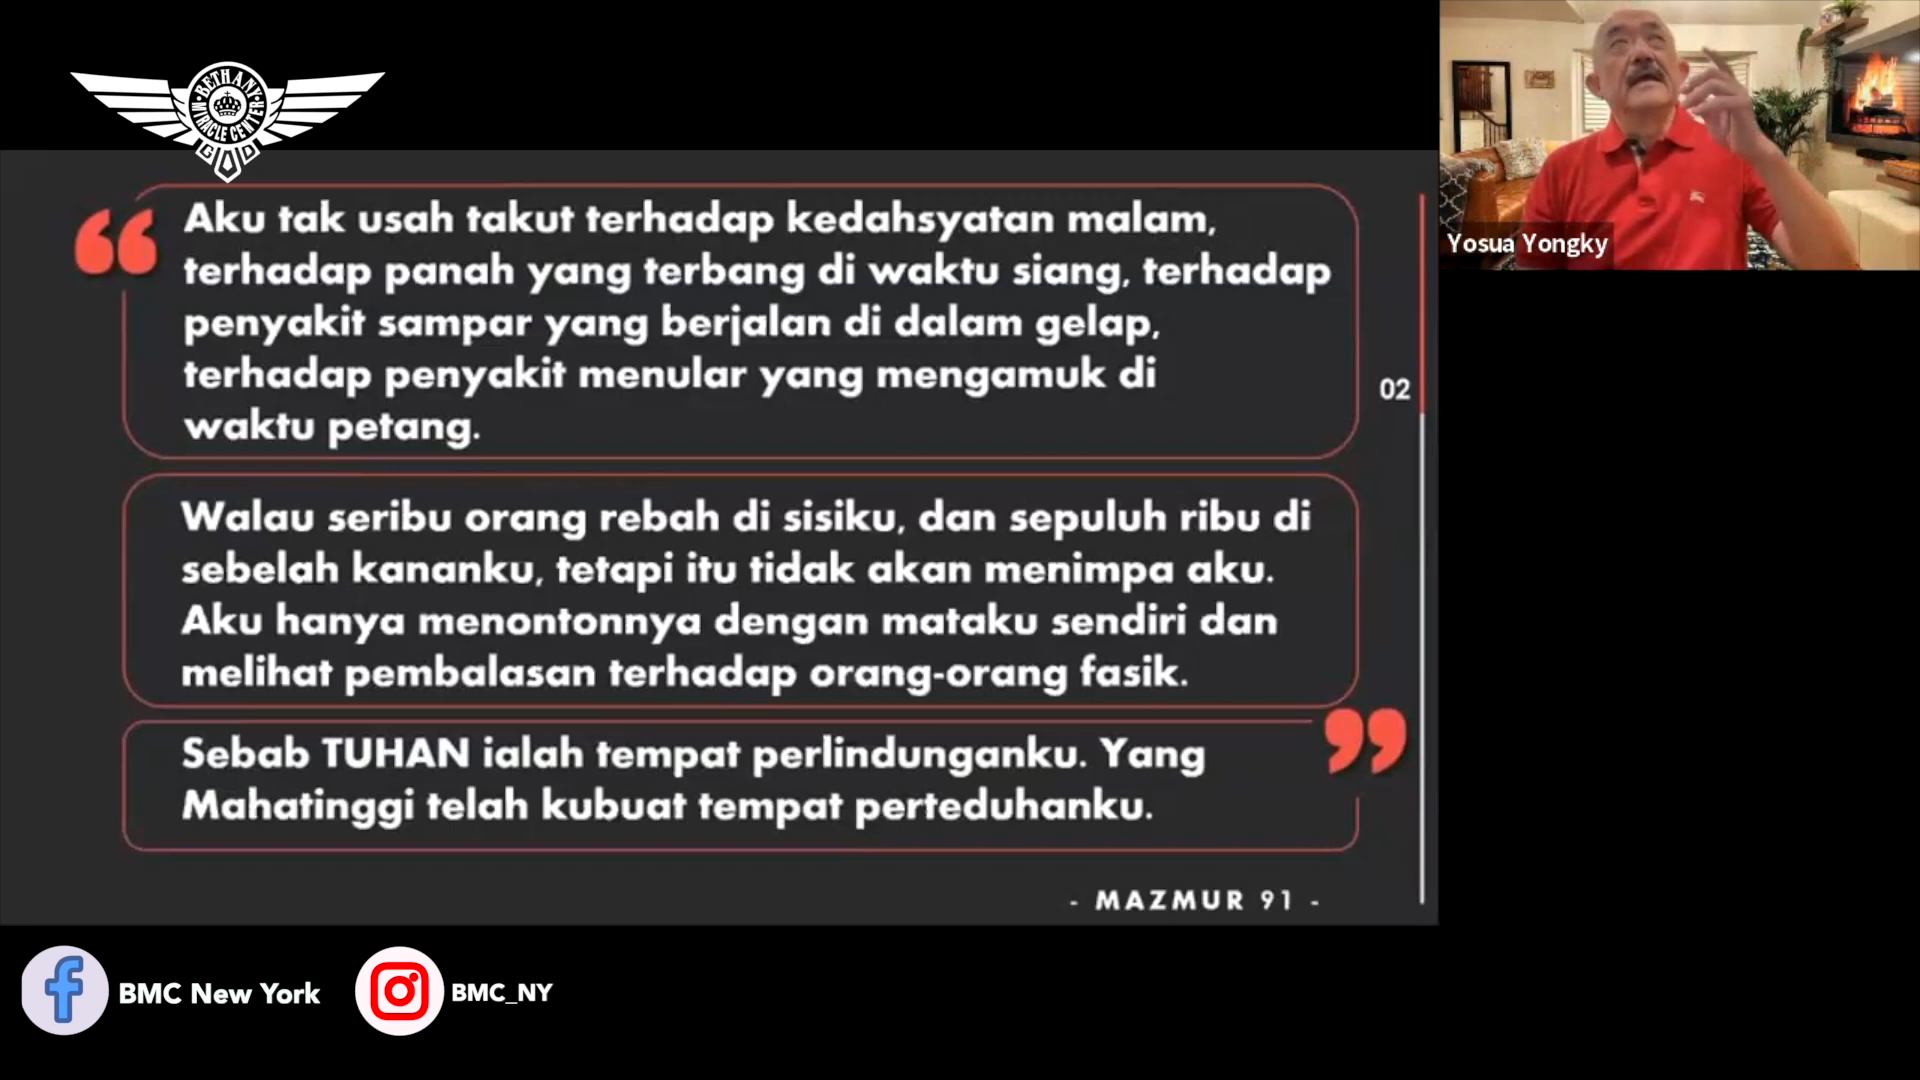 BETHANY
MIRACLE CENTER
GOD
Aku tak usah takut terhadap kedahsyatan malam,
terhadap panah yang terbang di waktu siang, terhadap
penyakit sampar yang berjalan di dalam gelap,
terhadap penyakit menular yang mengamuk di
waktu petang.
Walau seribu orang rebah di sisiku, dan sepuluh ribu di
sebelah kananku, tetapi itu tidak akan menimpa aku.
Aku hanya menontonnya dengan mataku sendiri dan
melihat pembalasan terhadap orang-orang fasik.
Sebab TUHAN ialah tempat perlindunganku. Yang
Mahatinggi telah kubuat tempat perteduhanku.
- MAZMUR 91 -
02
Yosua Yongky
BMC New York
BMC_NY